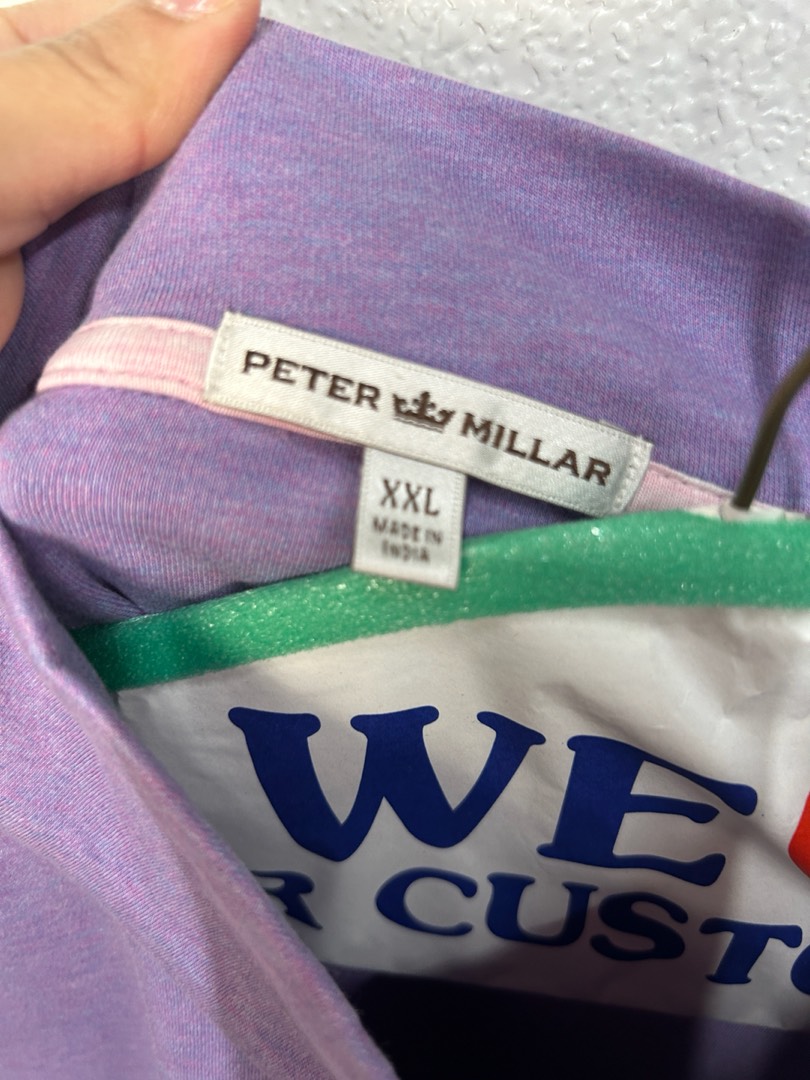 PETER MILLAR
XXL
MADE IN
INDIA
WE
CUST